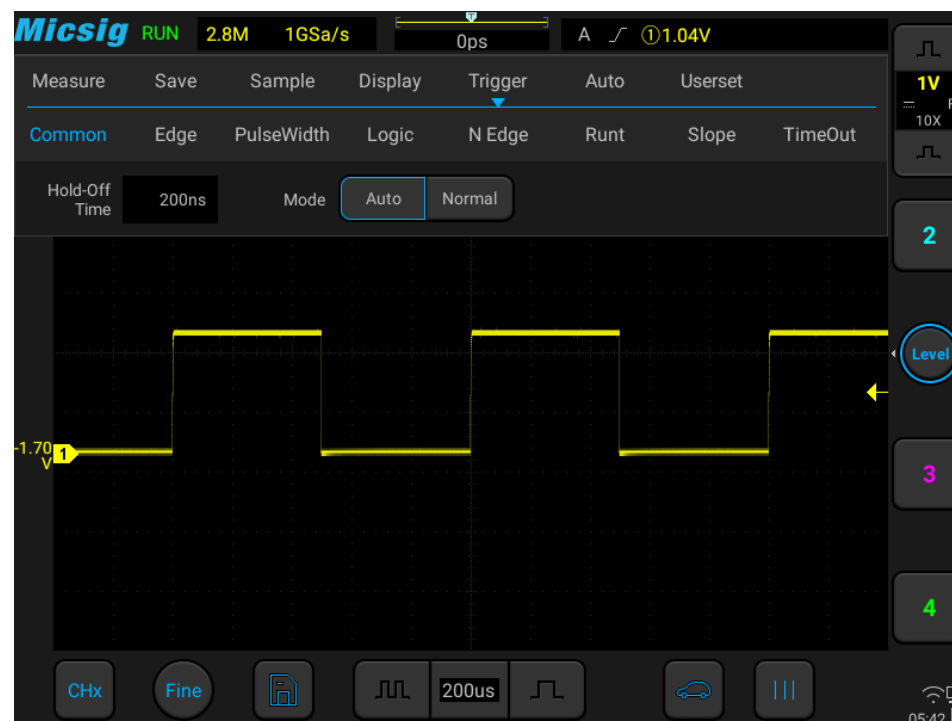 Micsig RUN 2.8M 1GSa/s T 0ps A ①1.04V
Measure Save Sample Display Trigger Auto Userset
1V
10X
Common Edge PulseWidth Logic N Edge Runt Slope TimeOut
Hold-Off
Time 200ns Mode Auto Normal
2
Level
-1.70
V 1
3
4
CHx Fine 200us
05:42